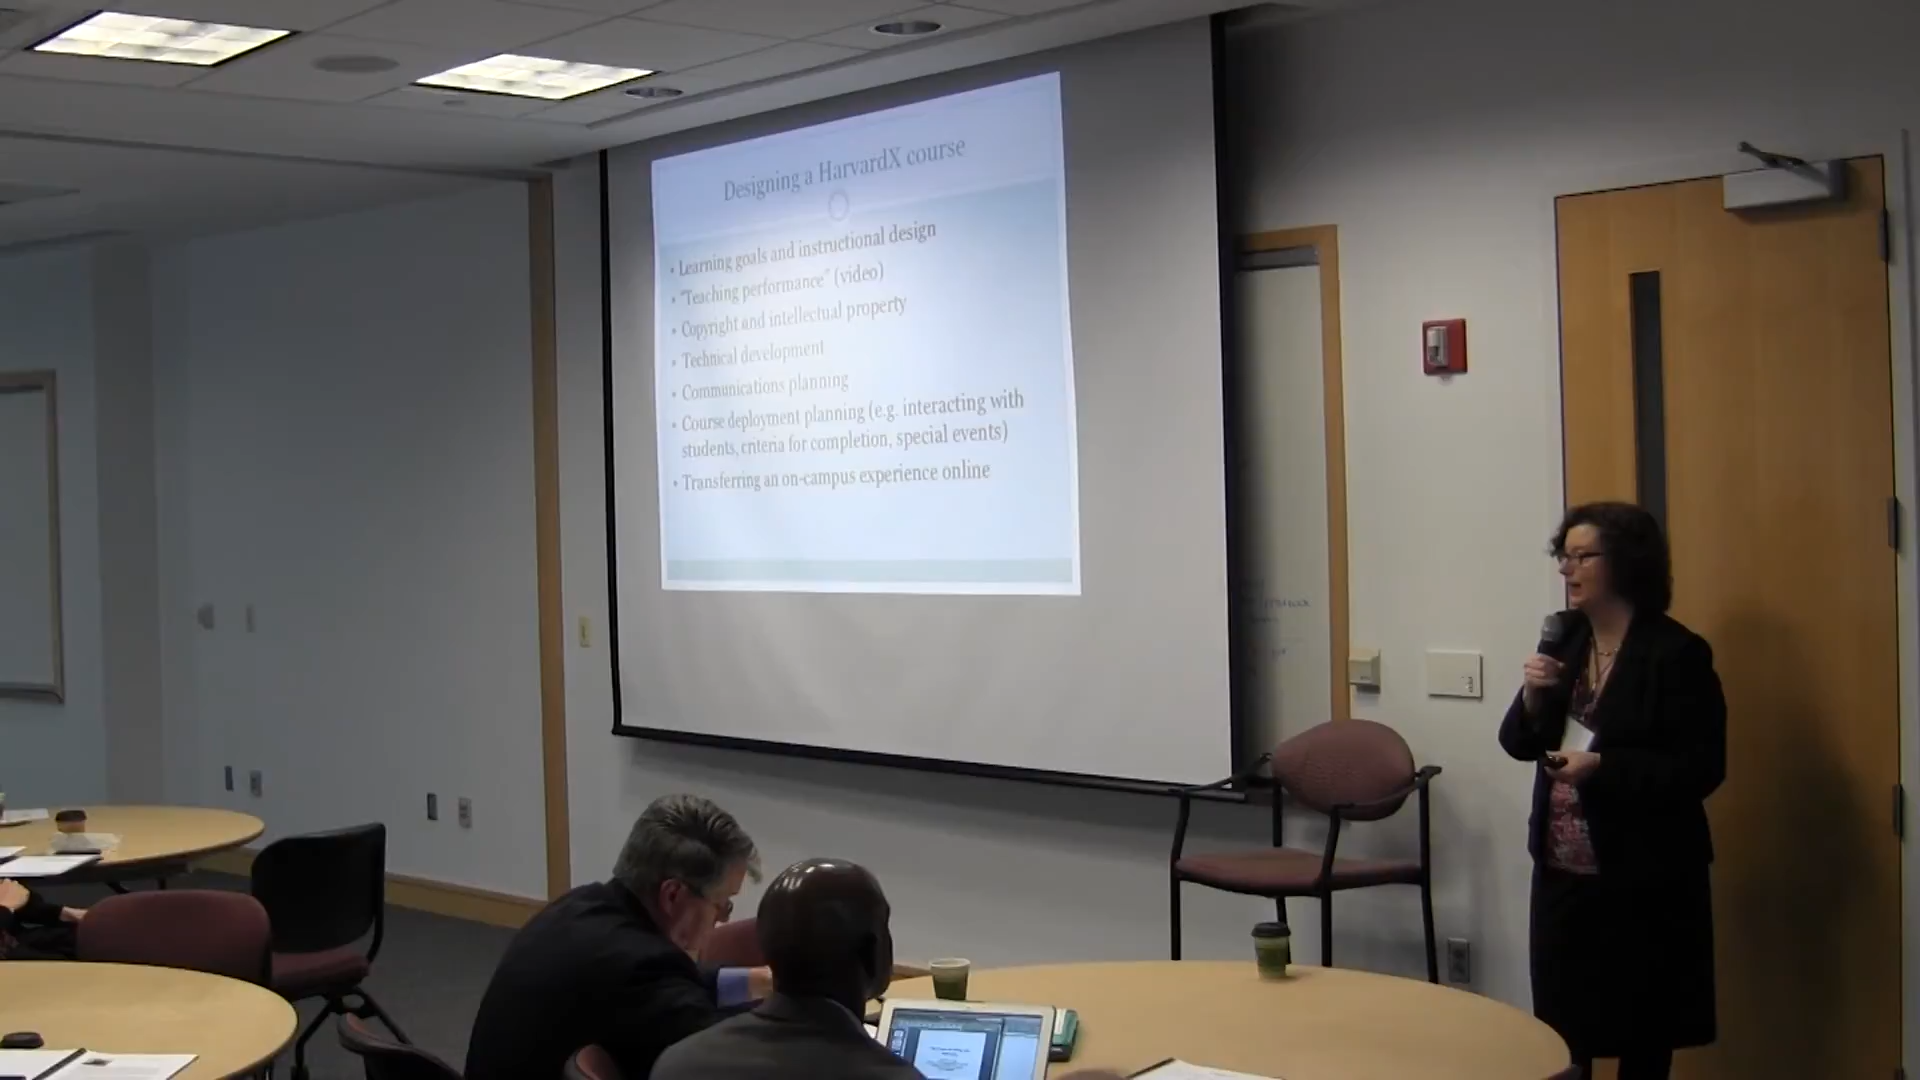 Designing a HarvardX course
• Learning goals and instructional design
• "Teaching performance" (video)
• Copyright and intellectual property
• Technical development
• Communications planning
• Course deployment planning (e.g. interacting with
students, criteria for completion, special events)
• Transferring an on-campus experience online